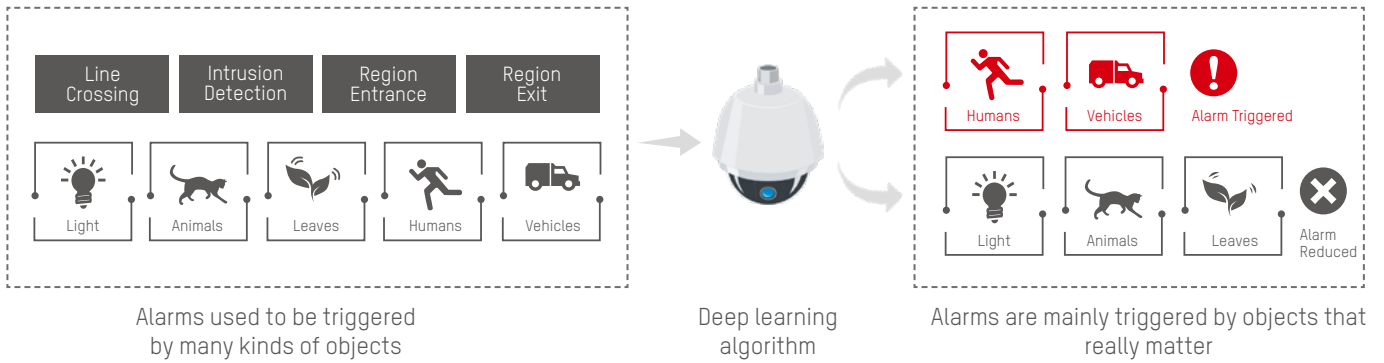 Line
Crossing
Intrusion
Detection
Region
Entrance
Region
Exit
Light
Animals
Leaves
Humans
Vehicles
Alarms used to be triggered
by many kinds of objects
Deep learning
algorithm
Humans
Vehicles
Alarm Triggered
Light
Animals
Leaves
Alarm
Reduced
Alarms are mainly triggered by objects that
really matter